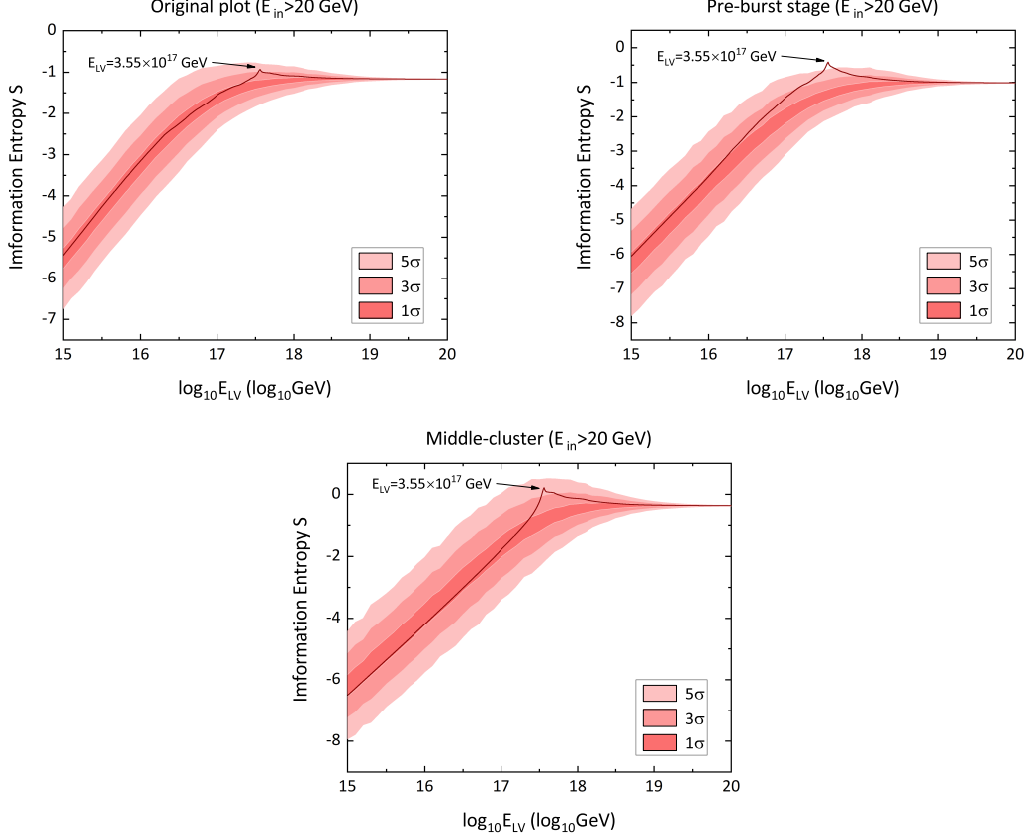 Original plot (E in>20 GeV)
0
-1
-2
-3
-4
-5
-6
-7
Imformation Entropy S
E_LV=3.55×10^17 GeV
5σ
3σ
1σ
15 16 17 18 19 20
log₁₀E_LV (log₁₀GeV)
Pre-burst stage (E in>20 GeV)
0
-1
-2
-3
-4
-5
-6
-7
-8
Imformation Entropy S
E_LV=3.55×10^17 GeV
5σ
3σ
1σ
15 16 17 18 19 20
log₁₀E_LV (log₁₀GeV)
Middle-cluster (E in>20 GeV)
0
-2
-4
-6
-8
Imformation Entropy S
E_LV=3.55×10^17 GeV
5σ
3σ
1σ
15 16 17 18 19 20
log₁₀E_LV (log₁₀GeV)